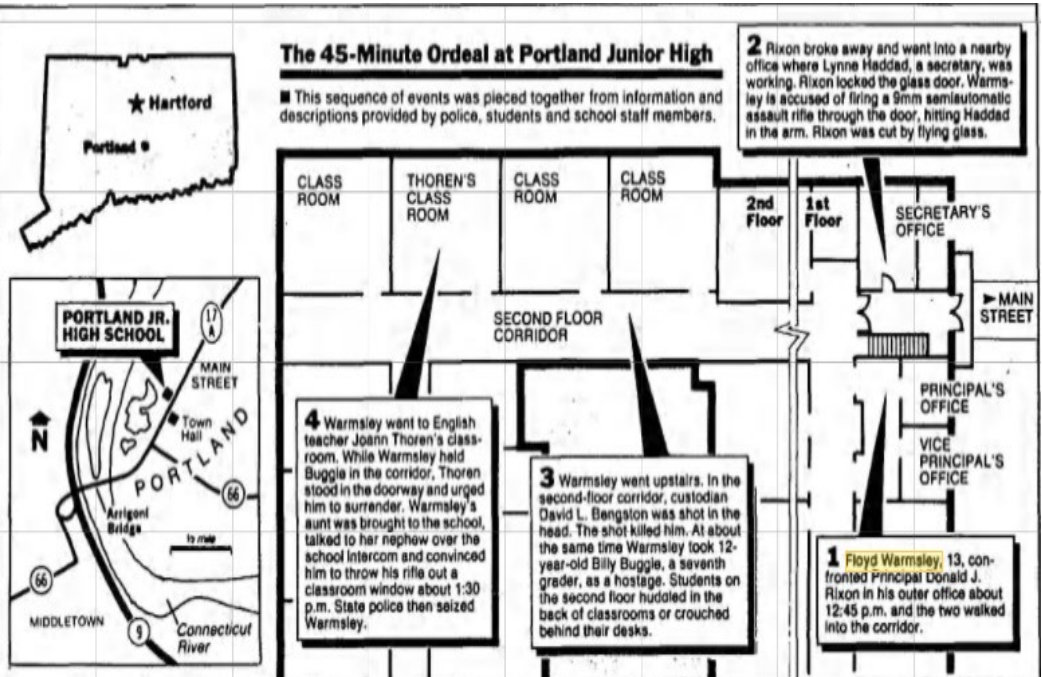 The 45-Minute Ordeal at Portland Junior High
■ This sequence of events was pieced together from information and
descriptions provided by police, students and school staff members.
★ Hartford
Portland
PORTLAND JR.
HIGH SCHOOL
17
A
MAIN
STREET
Town
Hall
N
PORTLAND
66
Arrigoni
Bridge
½ mile
66
MIDDLETOWN
9
Connecticut
River
CLASS
ROOM
THOREN'S
CLASS
ROOM
CLASS
ROOM
CLASS
ROOM
2nd
Floor
1st
Floor
SECRETARY'S
OFFICE
SECOND FLOOR
CORRIDOR
►MAIN
STREET
PRINCIPAL'S
OFFICE
VICE
PRINCIPAL'S
OFFICE
1 Floyd Warmsley, 13, con-
fronted Principal Donald J.
Rixon in his outer office about
12:45 p.m. and the two walked
into the corridor.
2 Rixon broke away and went into a nearby
office where Lynne Haddad, a secretary, was
working. Rixon locked the glass door. Warms-
ley is accused of firing a 9mm semiautomatic
assault rifle through the door, hitting Haddad
in the arm. Rixon was cut by flying glass.
3 Warmsley went upstairs. In the
second-floor corridor, custodian
David L. Bengston was shot in the
head. The shot killed him. At about
the same time Warmsley took 12-
year-old Billy Buggie, a seventh
grader, as a hostage. Students on
the second floor huddled in the
back of classrooms or crouched
behind their desks.
4 Warmsley went to English
teacher Joann Thoren's class-
room. While Warmsley held
Buggie in the corridor, Thoren
stood in the doorway and urged
him to surrender. Warmsley's
aunt was brought to the school,
talked to her nephew over the
school intercom and convinced
him to throw his rifle out a
classroom window about 1:30
p.m. State police then seized
Warmsley.